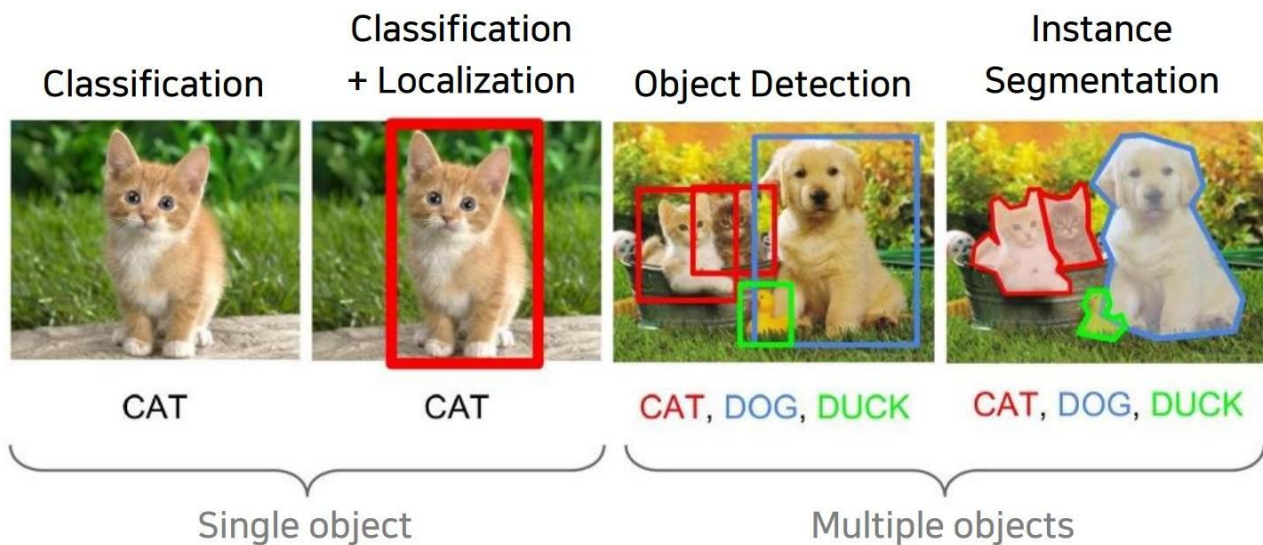 Classification
Classification
+ Localization
Object Detection
Instance
Segmentation
CAT
CAT
CAT, DOG, DUCK
CAT, DOG, DUCK
Single object
Multiple objects